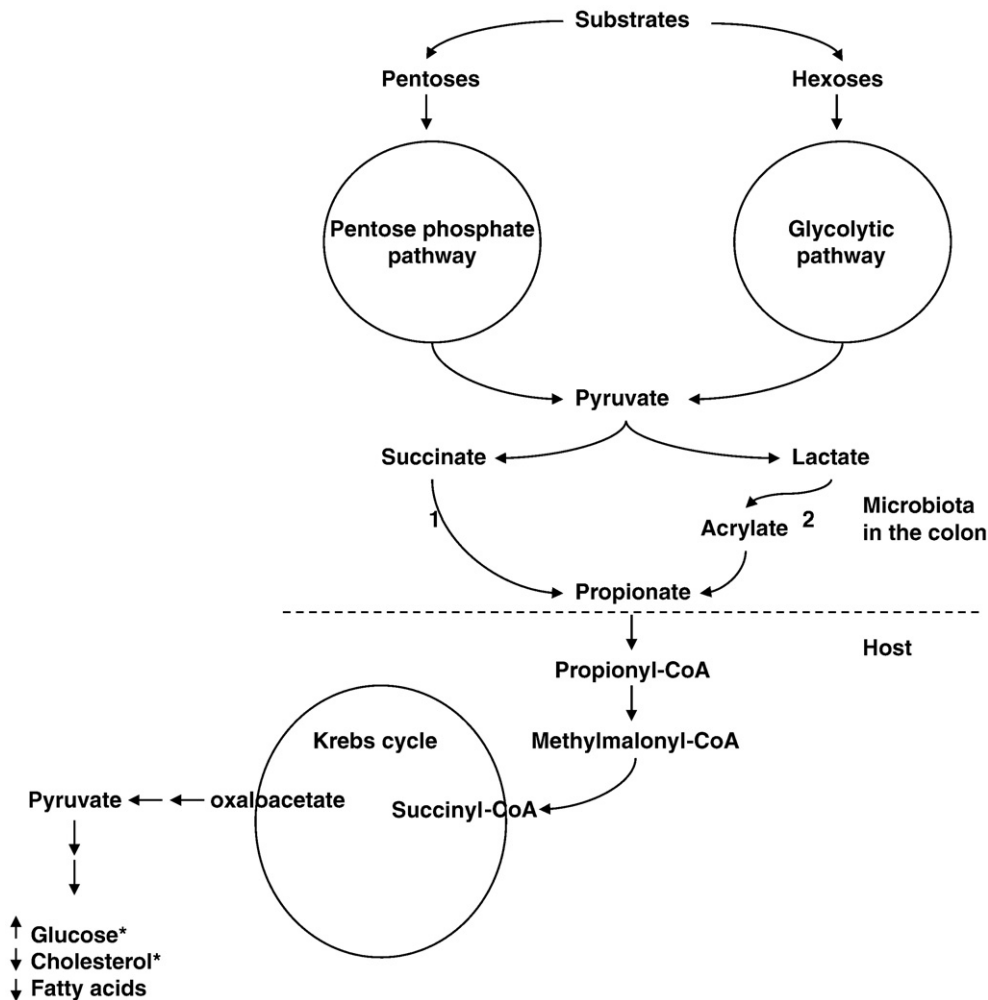 Substrates
Pentoses
Hexoses
Pentose phosphate
pathway
Glycolytic
pathway
Pyruvate
Succinate
Lactate
1
Acrylate 2
Microbiota
in the colon
Propionate
Host
Propionyl-CoA
Krebs cycle
Methylmalonyl-CoA
Pyruvate
oxaloacetate
Succinyl-CoA
↑ Glucose*
↓ Cholesterol*
↓ Fatty acids